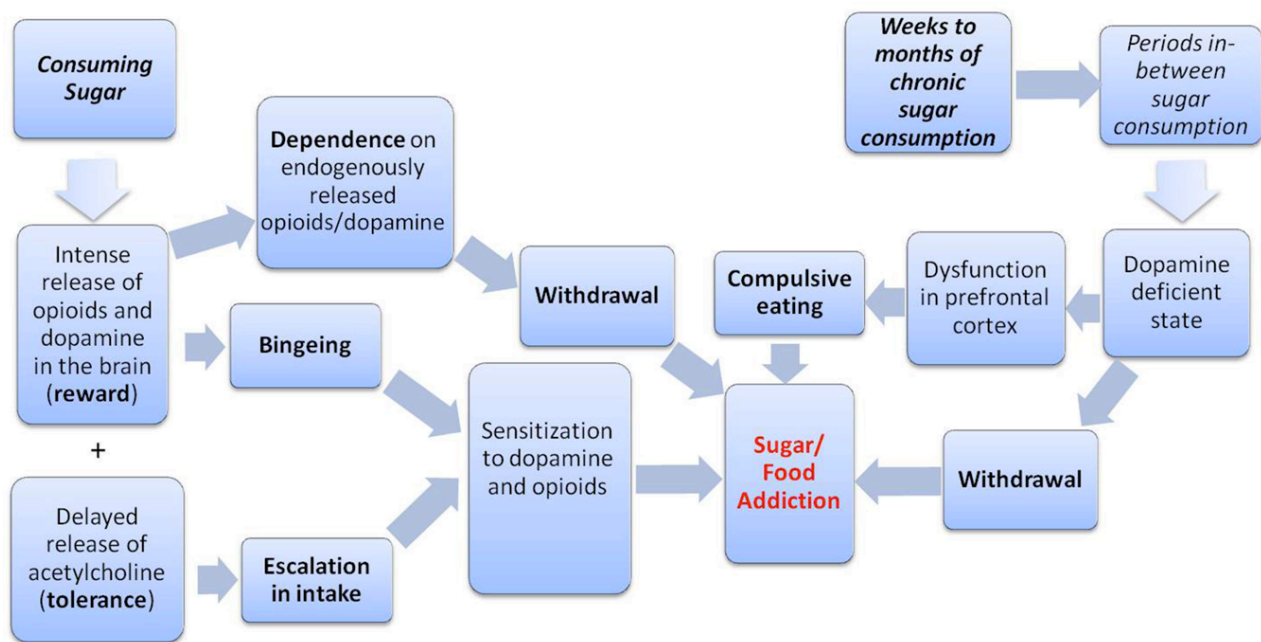 Consuming
Sugar
Intense
release of
opioids and
dopamine
in the brain
(reward)
+
Delayed
release of
acetylcholine
(tolerance)
Dependence on
endogenously
released
opioids/dopamine
Bingeing
Escalation
in intake
Withdrawal
Sensitization
to dopamine
and opioids
Weeks to
months of
chronic
sugar
consumption
Periods in-
between
sugar
consumption
Dopamine
deficient
state
Dysfunction
in prefrontal
cortex
Compulsive
eating
Withdrawal
Sugar/
Food
Addiction